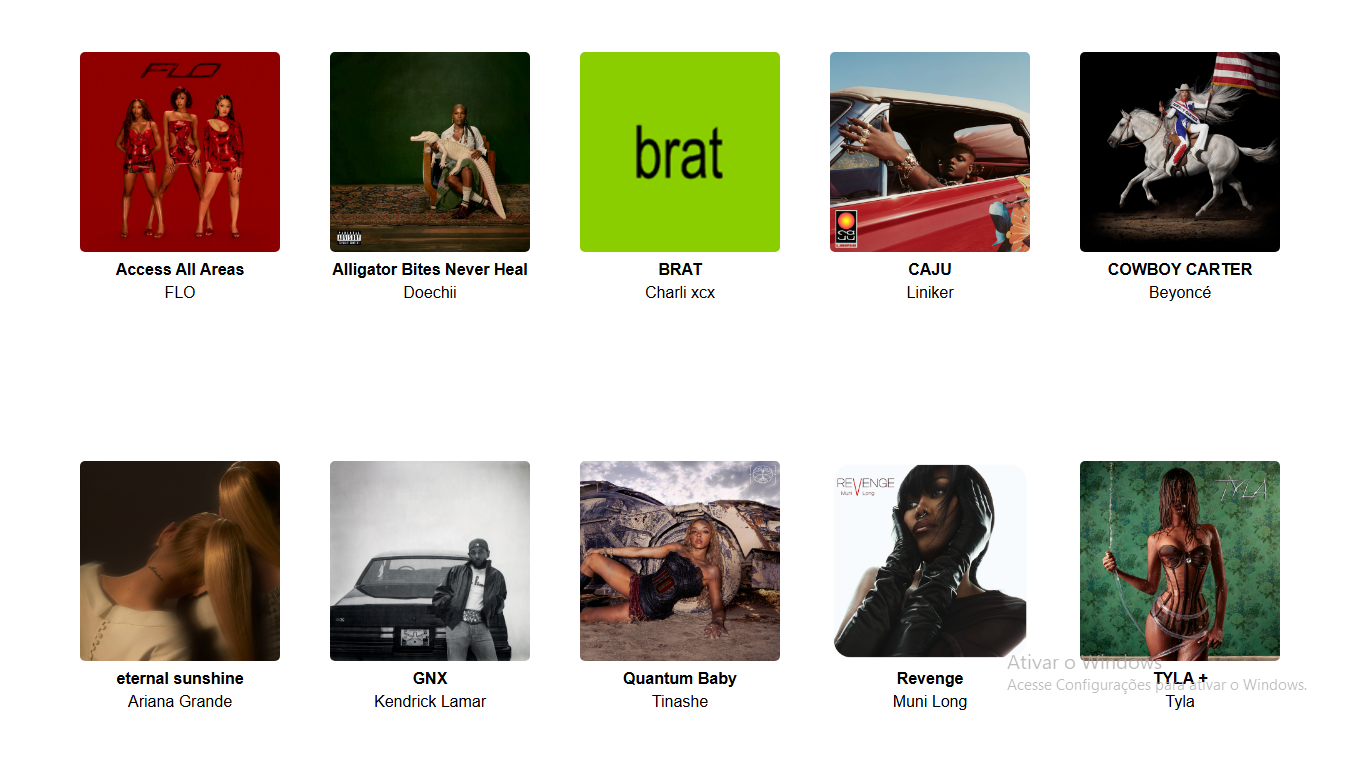 FLO
brat
Access All Areas
FLO
Alligator Bites Never Heal
Doechii
BRAT
Charli xcx
CAJU
Liniker
COWBOY CARTER
Beyoncé
REVENGE
Muni Long
TYLA
eternal sunshine
Ariana Grande
GNX
Kendrick Lamar
Quantum Baby
Tinashe
Revenge
Muni Long
TYLA +
Tyla
Ativar o Windows
Acesse Configurações para ativar o Windows.